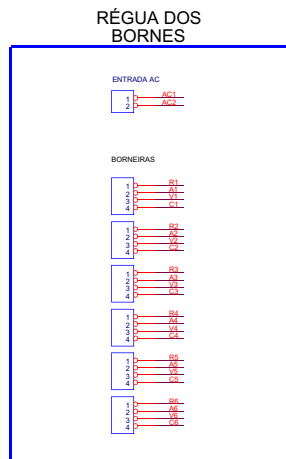 RÉGUA DOS
BORNES
ENTRADA AC
1 AC1
2 AC2
BORNEIRAS
1 R1
2 A1
3 V1
4 C1
1 R2
2 A2
3 V2
4 C2
1 R3
2 A3
3 V3
4 C3
1 R4
2 A4
3 V4
4 C4
1 R5
2 A5
3 V5
4 C5
1 R6
2 A6
3 V6
4 C6